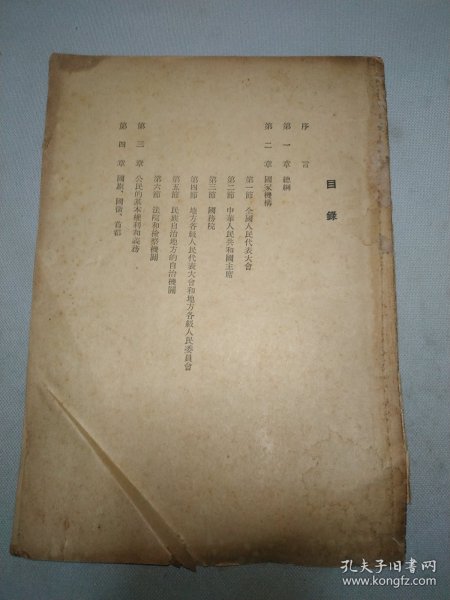 目錄
序言
第一章 總綱
第二章 國家機構
第一節 全國人民代表大會
第二節 中華人民共和國主席
第三節 國務院
第四節 地方各級人民代表大會和地方各級人民委員會
第五節 民族自治地方的自治機關
第六節 法院和檢察機關
第三章 公民的基本權利和義務
第四章 國旗、國徽、首都
孔夫子旧书网
www.kongfz.com